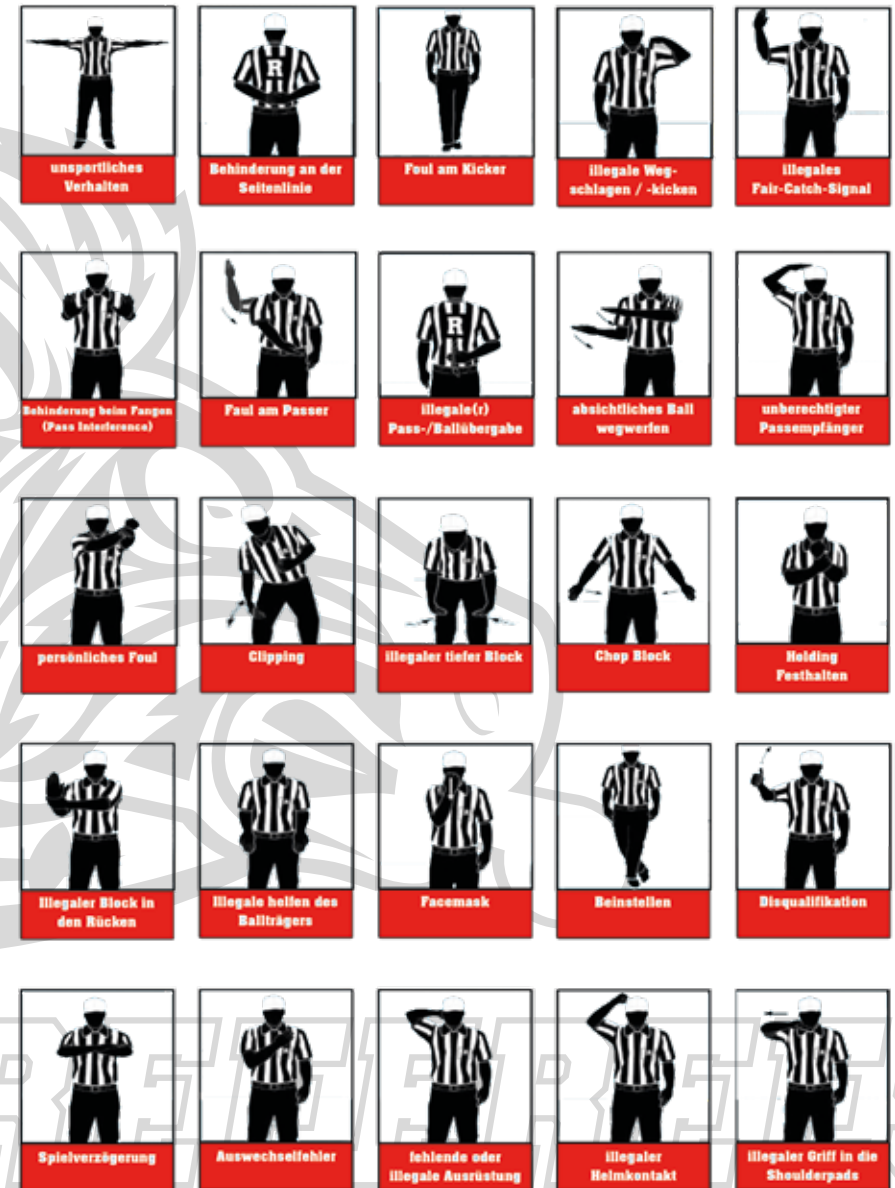 unsportliches
Verhalten
R
Behinderung an der
Seitenlinie
Foul am Kicker
illegale Weg-
schlagen / -kicken
illegales
Fair-Catch-Signal
Behinderung beim Fangen
(Pass Interference)
Faul am Passer
R
illegale(r)
Pass-/Ballübergabe
absichtliches Ball
wegwerfen
unberechtigter
Passempfänger
persönliches Foul
Clipping
illegaler tiefer Block
Chop Block
Holding
Festhalten
Illegaler Block in
den Rücken
Illegale helfen des
Ballträgers
Facemask
Beinstellen
Disqualifikation
Spielverzögerung
Auswechselfehler
fehlende oder
illegale Ausrüstung
illegaler
Helmkontakt
illegaler Griff in die
Shoulderpads